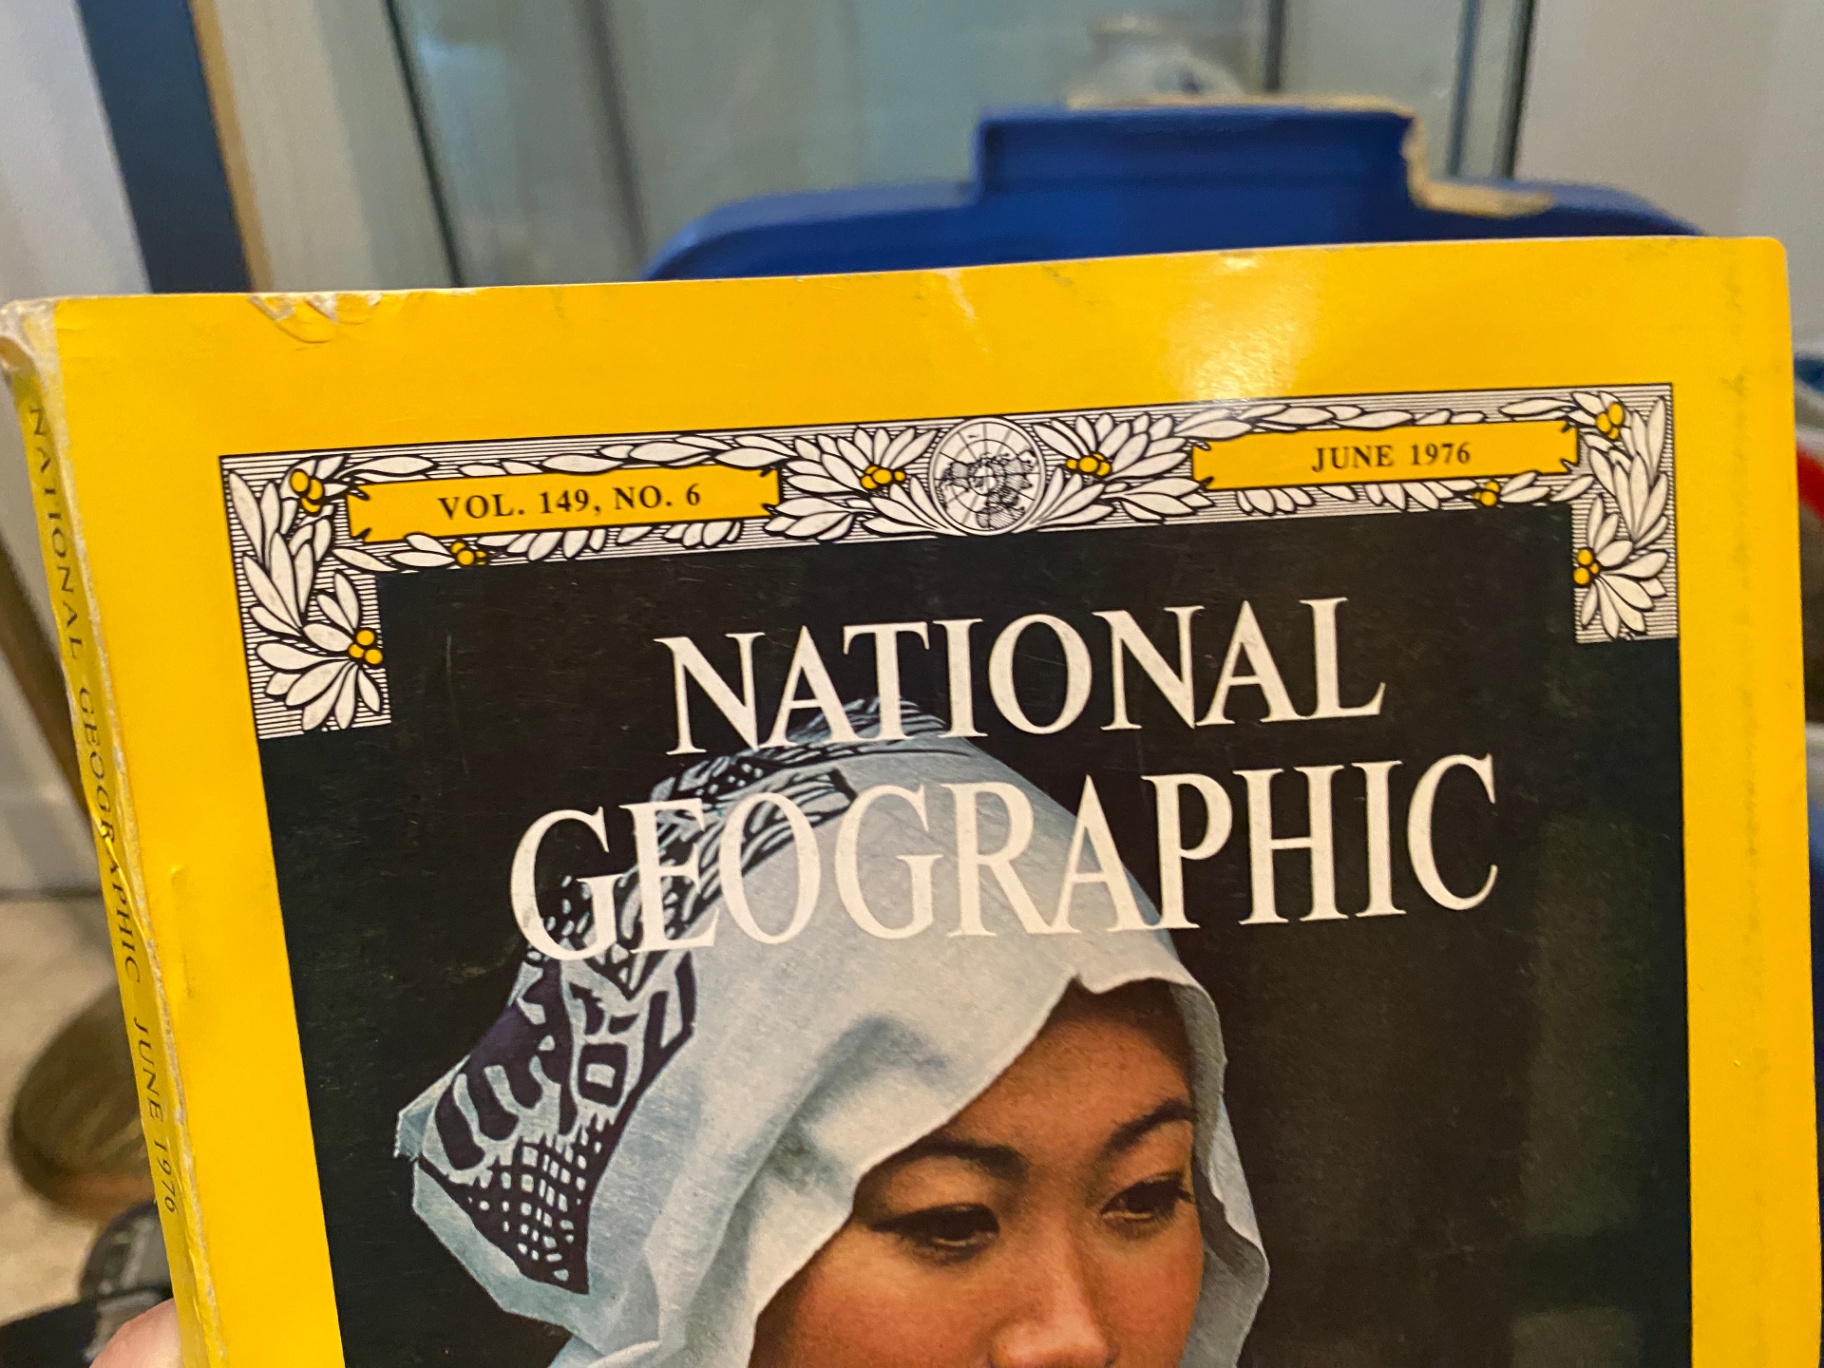 VOL. 149, NO. 6
JUNE 1976
NATIONAL
GEOGRAPHIC
NATIONAL GEOGRAPHIC JUNE 1976